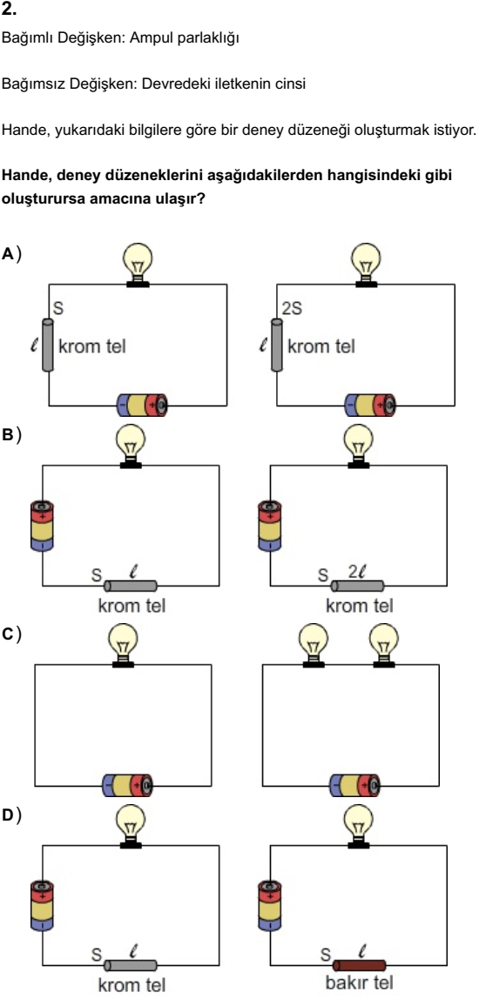 2.
Bağımlı Değişken: Ampul parlaklığı
Bağımsız Değişken: Devredeki iletkenin cinsi
Hande, yukarıdaki bilgilere göre bir deney düzeneği oluşturmak istiyor.
Hande, deney düzeneklerini aşağıdakilerden hangisindeki gibi
oluşturursa amacına ulaşır?
A)
S
ℓ krom tel
- +
2S
ℓ krom tel
- +
B)
+
-
S ℓ
krom tel
+
-
S 2ℓ
krom tel
C)
- +
- +
D)
+
-
S ℓ
krom tel
+
-
S ℓ
bakır tel